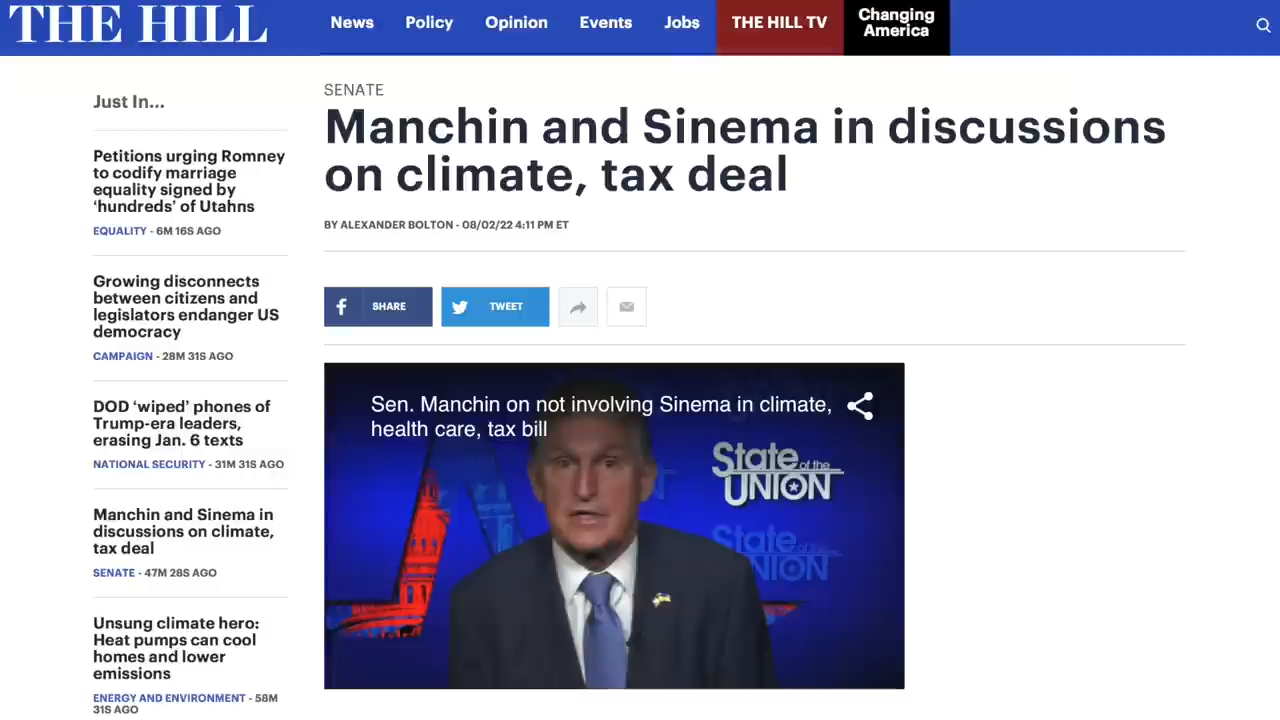 THE HILL
News Policy Opinion Events Jobs THE HILL TV Changing
America
Just In...
Petitions urging Romney
to codify marriage
equality signed by
‘hundreds’ of Utahns
EQUALITY - 6M 16S AGO
Growing disconnects
between citizens and
legislators endanger US
democracy
CAMPAIGN - 28M 31S AGO
DOD ‘wiped’ phones of
Trump-era leaders,
erasing Jan. 6 texts
NATIONAL SECURITY - 31M 31S AGO
Manchin and Sinema in
discussions on climate,
tax deal
SENATE - 47M 28S AGO
Unsung climate hero:
Heat pumps can cool
homes and lower
emissions
ENERGY AND ENVIRONMENT - 58M
31S AGO
SENATE
Manchin and Sinema in discussions
on climate, tax deal
BY ALEXANDER BOLTON - 08/02/22 4:11 PM ET
SHARE TWEET
Sen. Manchin on not involving Sinema in climate,
health care, tax bill
State of the
UNION
State of the
UNION